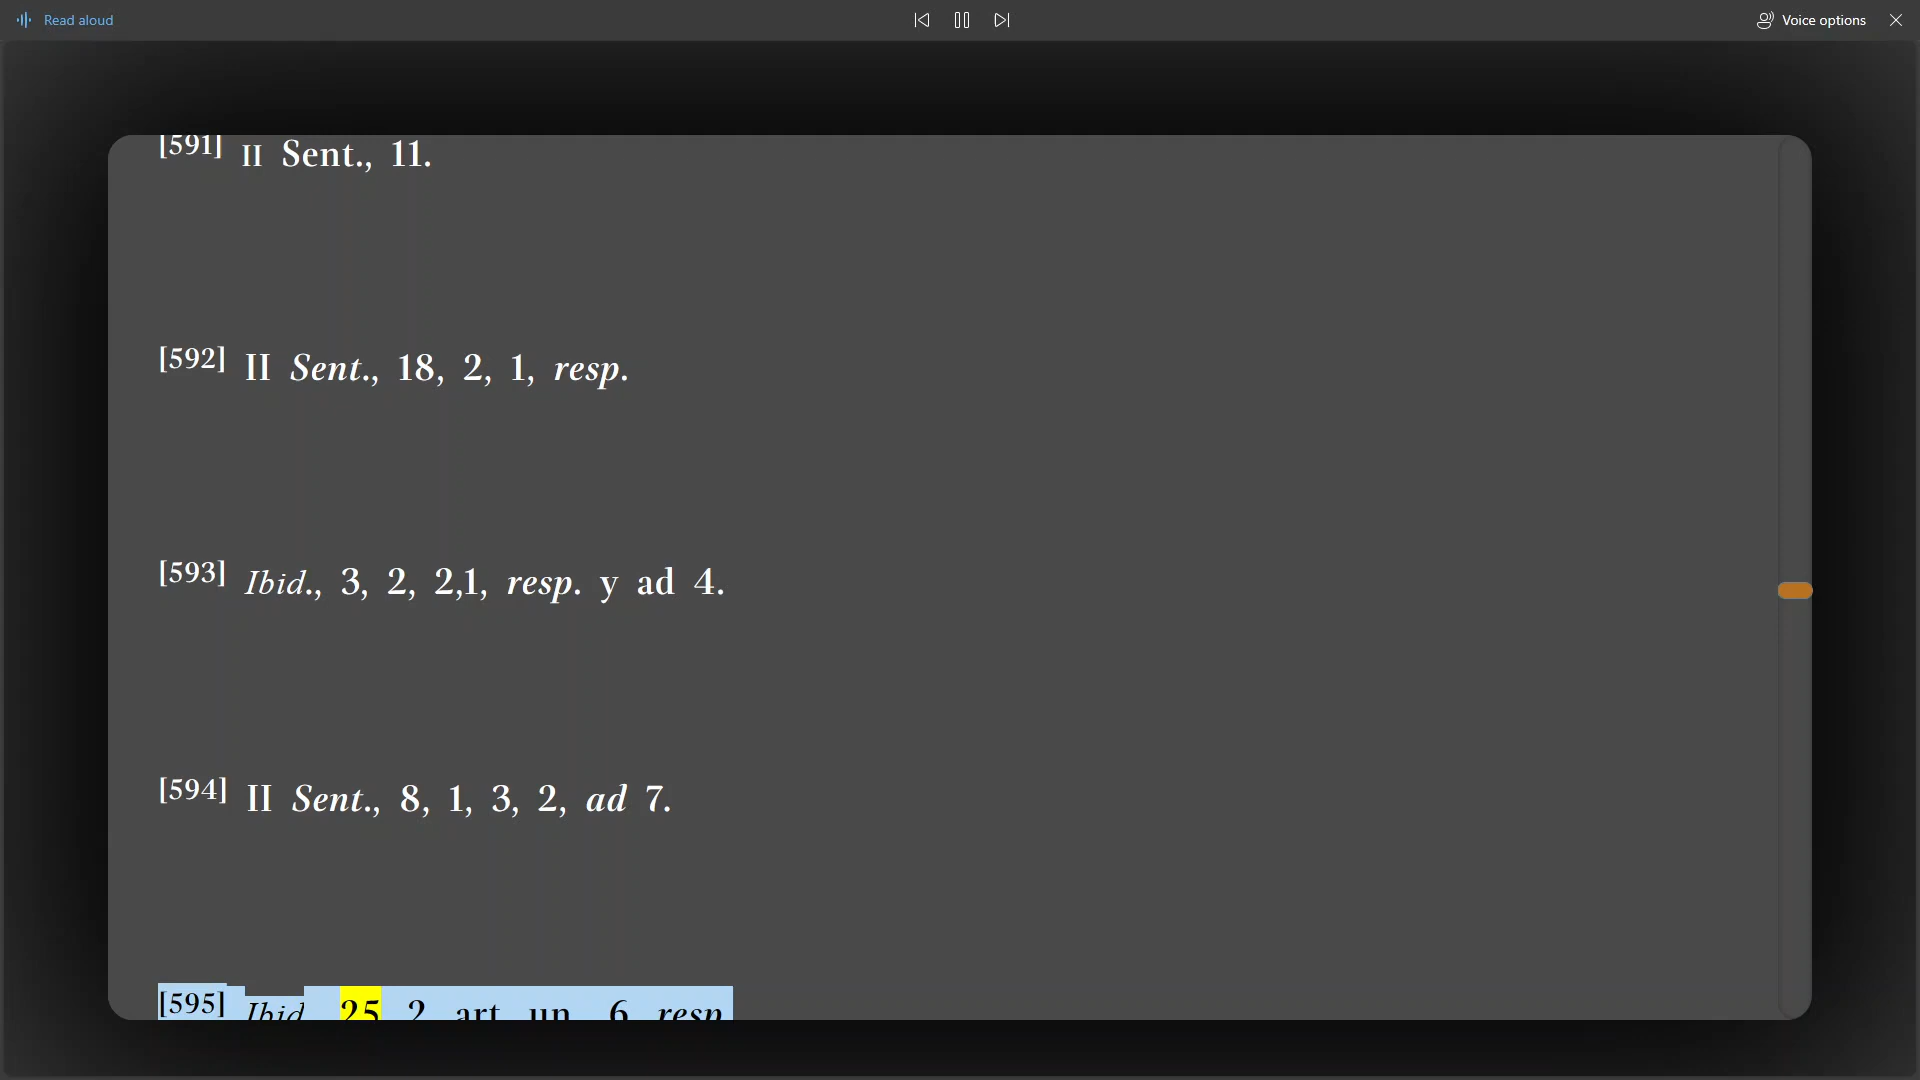 Read aloud
Voice options
[591] II Sent., 11.
[592] II Sent., 18, 2, 1, resp.
[593] Ibid., 3, 2, 2,1, resp. y ad 4.
[594] II Sent., 8, 1, 3, 2, ad 7.
[595] Ibid 25 2 art un 6 resp